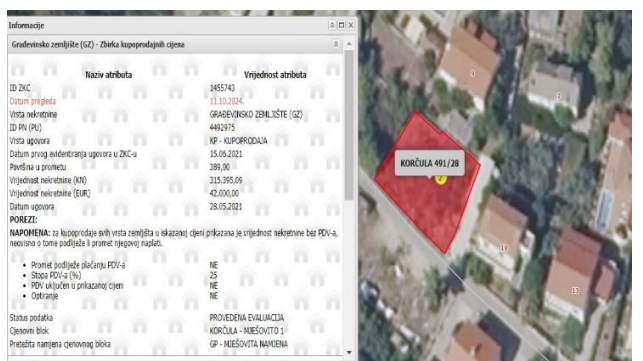 Informacije
Građevinsko zemljište (GZ) - Zbirka kupoprodajnih cijena
Naziv atributa Vrijednost atributa
ID ZKC 1455743
Datum pregleda 11.10.2024.
Vrsta nekretnine GRAĐEVINSKO ZEMLJIŠTE (GZ)
ID PN (PU) 4492975
Vrsta ugovora KP - KUPOPRODAJA
Datum prvog evidentiranja ugovora u ZKC-u 15.06.2021
Površina u prometu 389,00
Vrijednost nekretnine (KN) 315.395,09
Vrijednost nekretnine (EUR) 42.000,00
Datum ugovora 28.05.2021
POREZI:
NAPOMENA: za kupoprodaje svih vrsta zemljišta u iskazanoj cijeni prikazana je vrijednost nekretnine bez PDV-a,
neovisno o tome podliježe li promet njegovoj naplati.
• Promet podliježe plaćanju PDV-a NE
• Stopa PDV-a (%) 25
• PDV uključen u prikazanoj cijeni NE
• Optiranje NE
Status podatka PROVEDENA EVALUACIJA
Cjenovni blok KORČULA - MJEŠOVITO 1
Pretežita namjena cjenovnog bloka GP - MJEŠOVITA NAMJENA
KORČULA 491/28
9
11
13